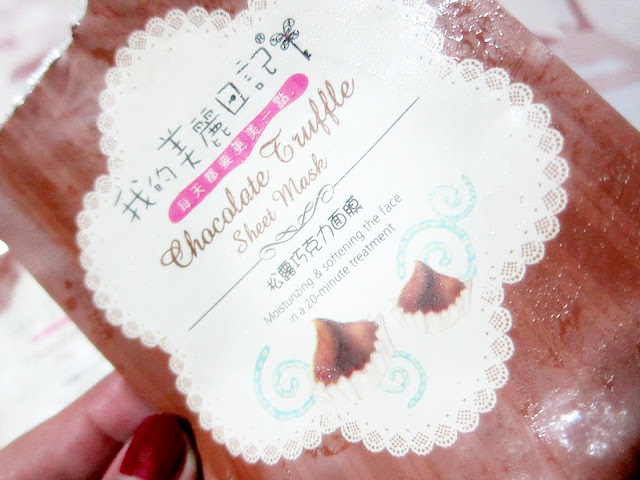 我的美麗日記®
每天都要更美一點
Chocolate Truffle
Sheet Mask
松露巧克力面膜
Moisturizing & softening the face
in a 20-minute treatment